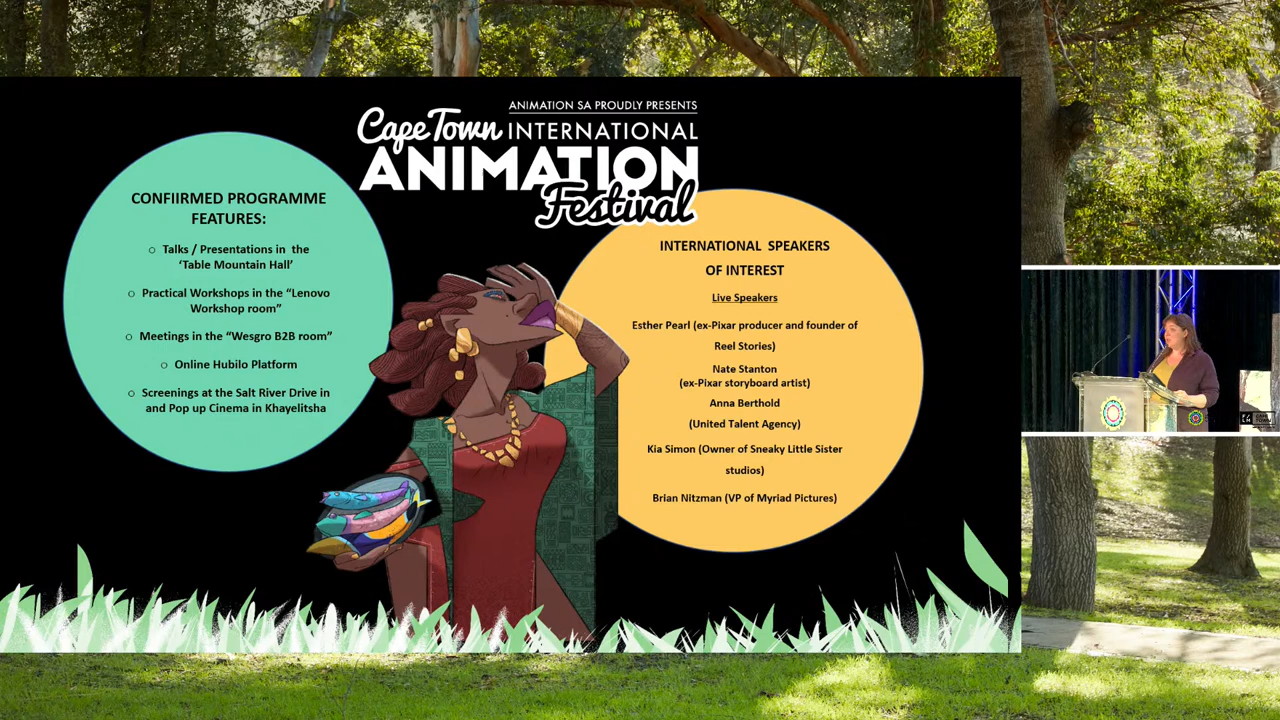 ANIMATION SA PROUDLY PRESENTS
Cape Town INTERNATIONAL
ANIMATION
Festival
CONFIIRMED PROGRAMME
FEATURES:
○ Talks / Presentations in the
‘Table Mountain Hall’
○ Practical Workshops in the “Lenovo
Workshop room”
○ Meetings in the “Wesgro B2B room”
○ Online Hubilo Platform
○ Screenings at the Salt River Drive in
and Pop up Cinema in Khayelitsha
INTERNATIONAL SPEAKERS
OF INTEREST
Live Speakers
Esther Pearl (ex-Pixar producer and founder of
Reel Stories)
Nate Stanton
(ex-Pixar storyboard artist)
Anna Berthold
(United Talent Agency)
Kia Simon (Owner of Sneaky Little Sister
studios)
Brian Nitzman (VP of Myriad Pictures)